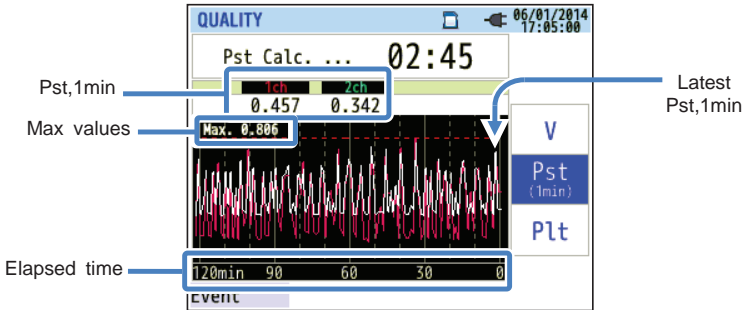 QUALITY
06/01/2014
17:05:00
Pst Calc. ... 02:45
Pst,1min
1ch 2ch
0.457 0.342
Latest
Pst,1min
Max values
Max. 0.806
V
Pst
(1min)
Plt
Elapsed time
120min 90 60 30 0
Event